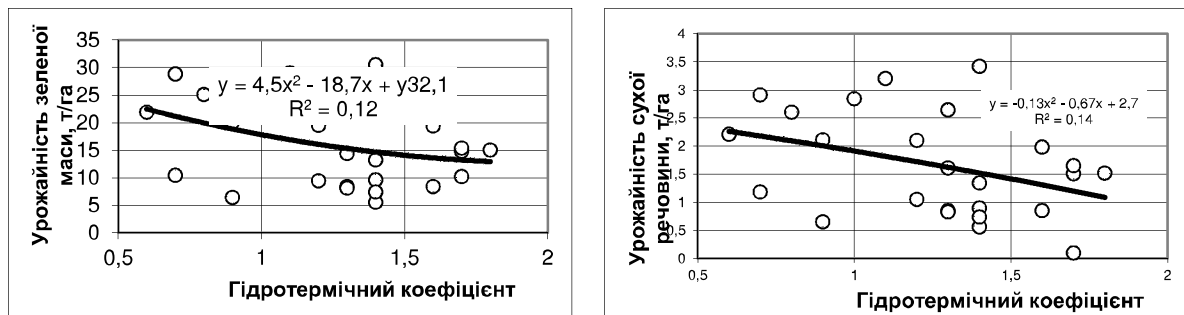 Урожайність зеленої
маси, т/га
35
30
25
20
15
10
5
0
y = 4,5x² - 18,7x + y32,1
R² = 0,12
0,5
1
1,5
2
Гідротермічний коефіцієнт
Урожайність сухої
речовини, т/га
4
3,5
3
2,5
2
1,5
1
0,5
0
y = -0,13x² - 0,67x + 2,7
R² = 0,14
0,5
1
1,5
2
Гідротермічний коефіцієнт